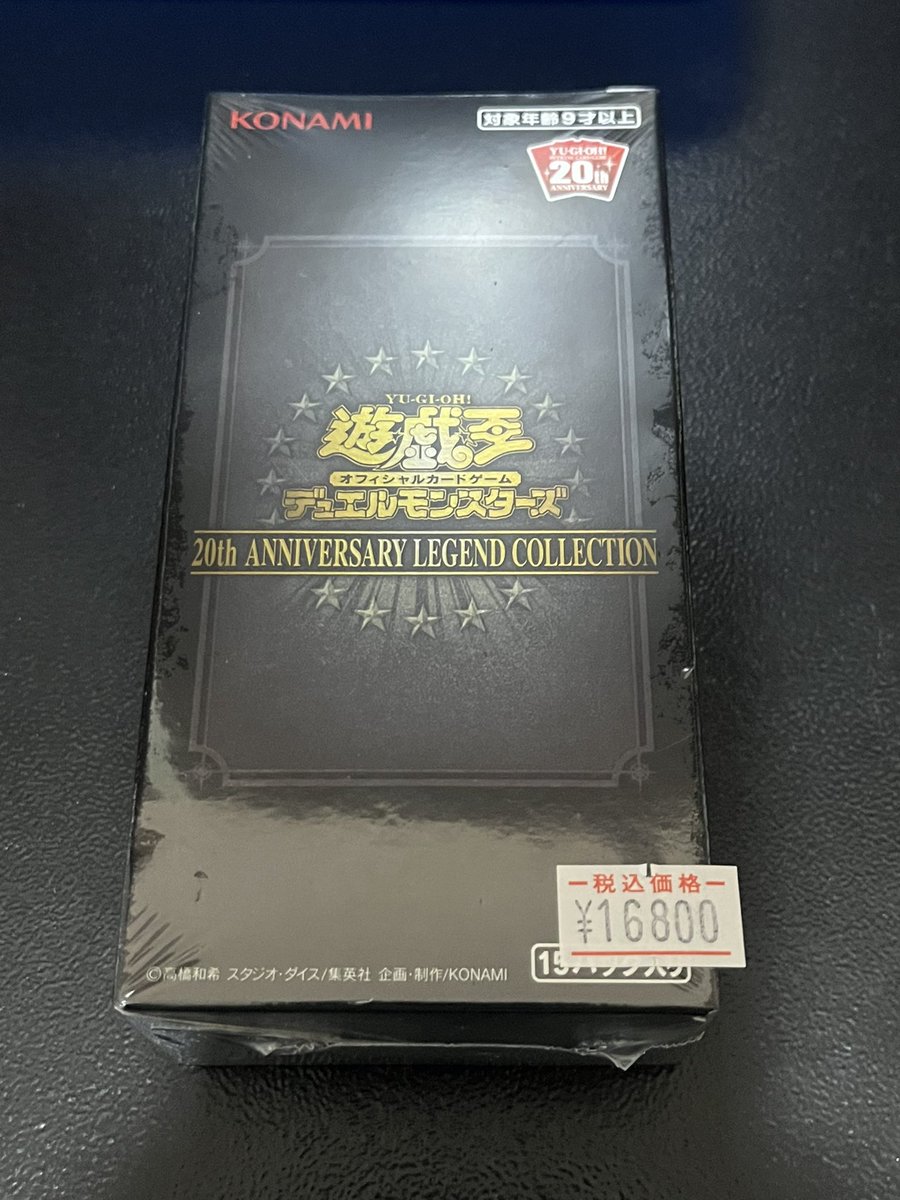 KONAMI
対象年齢9才以上
YU-GI-OH!
20th
ANNIVERSARY
YU-GI-OH!
遊戯王
オフィシャルカードゲーム
デュエルモンスターズ
20th ANNIVERSARY LEGEND COLLECTION
税込価格
¥16800
©高橋和希 スタジオ・ダイス/集英社 企画・制作/KONAMI